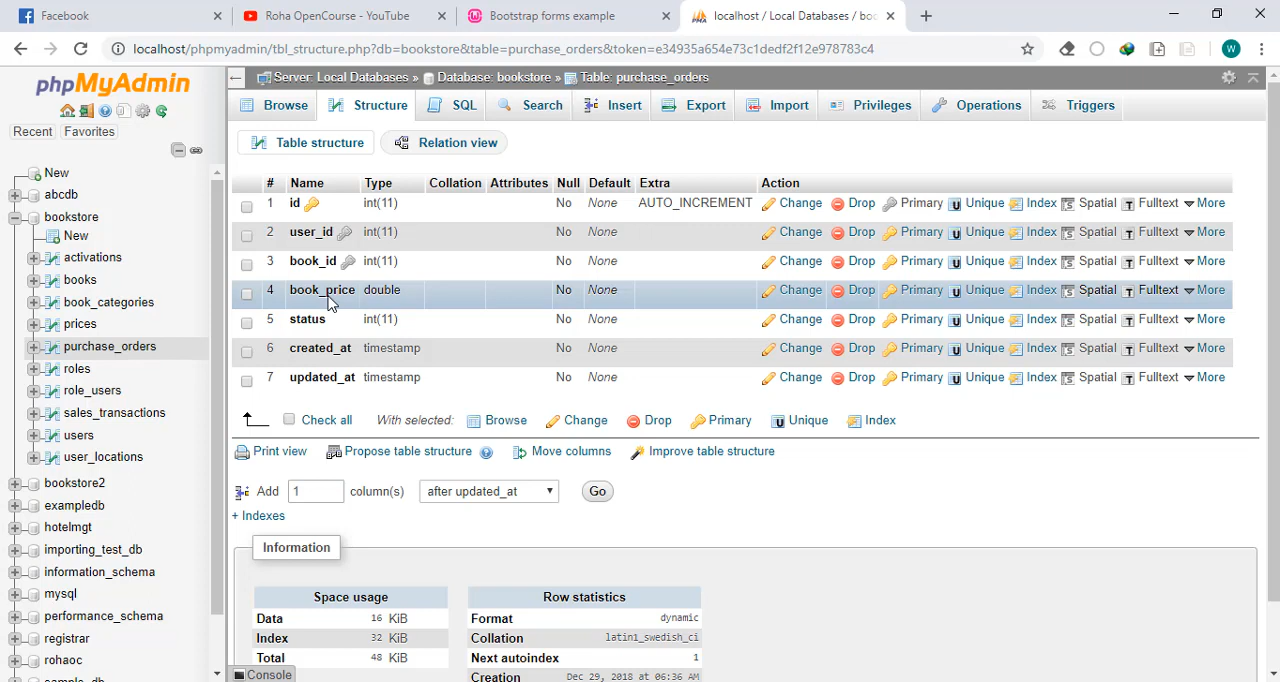 Facebook
Roha OpenCourse - YouTube
Bootstrap forms example
localhost / Local Databases / bo
localhost/phpmyadmin/tbl_structure.php?db=bookstore&table=purchase_orders&token=e34935a654e73c1dedf2f12e978783c4
W
phpMyAdmin
Recent
Favorites
New
abcdb
bookstore
New
activations
books
book_categories
prices
purchase_orders
roles
role_users
sales_transactions
users
user_locations
bookstore2
exampledb
hotelmgt
importing_test_db
information_schema
mysql
performance_schema
registrar
rohaoc
Server: Local Databases » Database: bookstore » Table: purchase_orders
Browse Structure SQL Search Insert Export Import Privileges Operations Triggers
Table structure Relation view
# Name Type Collation Attributes Null Default Extra Action
1 id int(11) No None AUTO_INCREMENT Change Drop Primary Unique Index Spatial Fulltext More
2 user_id int(11) No None Change Drop Primary Unique Index Spatial Fulltext More
3 book_id int(11) No None Change Drop Primary Unique Index Spatial Fulltext More
4 book_price double No None Change Drop Primary Unique Index Spatial Fulltext More
5 status int(11) No None Change Drop Primary Unique Index Spatial Fulltext More
6 created_at timestamp No None Change Drop Primary Unique Index Spatial Fulltext More
7 updated_at timestamp No None Change Drop Primary Unique Index Spatial Fulltext More
Check all With selected: Browse Change Drop Primary Unique Index
Print view Propose table structure Move columns Improve table structure
Add 1 column(s) after updated_at Go
+ Indexes
Information
Space usage
Data 16 KiB
Index 32 KiB
Total 48 KiB
Row statistics
Format dynamic
Collation latin1_swedish_ci
Next autoindex 1
Creation Dec 29, 2018 at 06:36 AM
Console